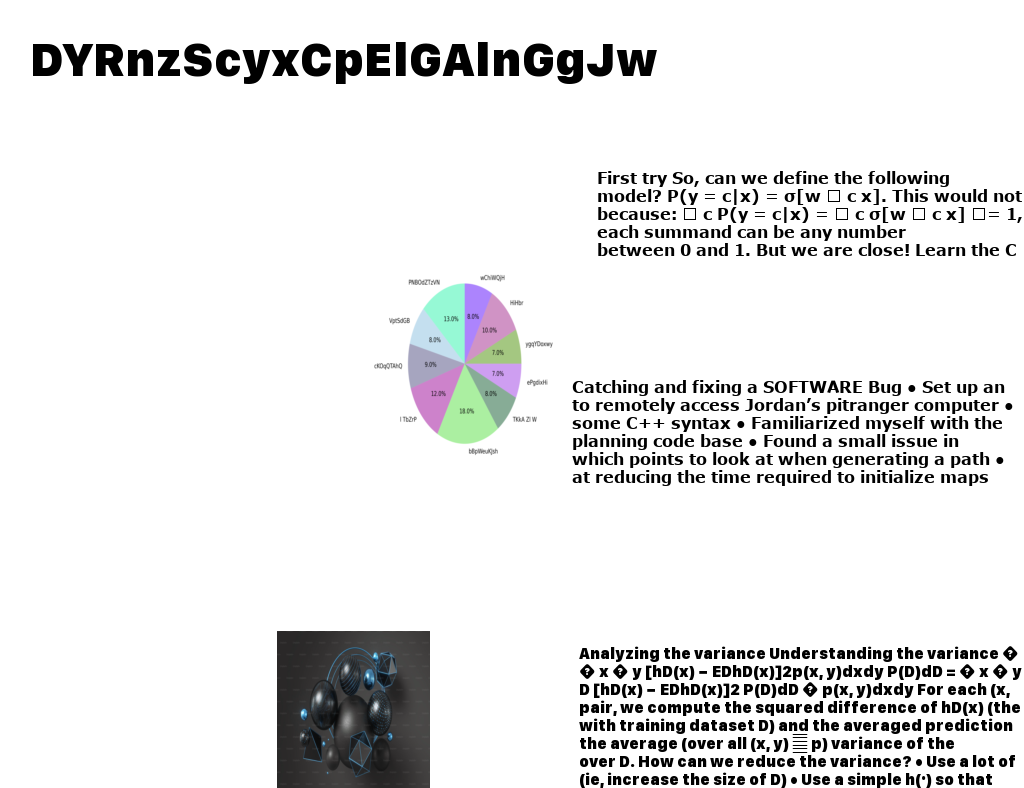 DYRnzScyxCpElGAlnGgJw
First try So, can we define the following
model? P(y = c|x) = σ[w □ c x]. This would not
because: □ c P(y = c|x) = □ c σ[w □ c x] □= 1,
each summand can be any number
between 0 and 1. But we are close! Learn the C
PNBOdZTzVN
wChiWQjH
HiHbr
VptSdGB
ygqYDoxwy
cKDqQTAhQ
ePgdixHi
I TbZrP
TKkA ZI W
bBpWeuKJsh
13.0%
8.0%
10.0%
8.0%
7.0%
9.0%
7.0%
12.0%
8.0%
18.0%
Catching and fixing a SOFTWARE Bug ● Set up an
to remotely access Jordan’s pitranger computer ●
some C++ syntax ● Familiarized myself with the
planning code base ● Found a small issue in
which points to look at when generating a path ●
at reducing the time required to initialize maps
Analyzing the variance Understanding the variance �
� x � y [hD(x) − EDhD(x)]2p(x, y)dxdy P(D)dD = � x � y
D [hD(x) − EDhD(x)]2 P(D)dD � p(x, y)dxdy For each (x,
pair, we compute the squared difference of hD(x) (the
with training dataset D) and the averaged prediction
the average (over all (x, y) p) variance of the
over D. How can we reduce the variance? • Use a lot of
(ie, increase the size of D) • Use a simple h(·) so that